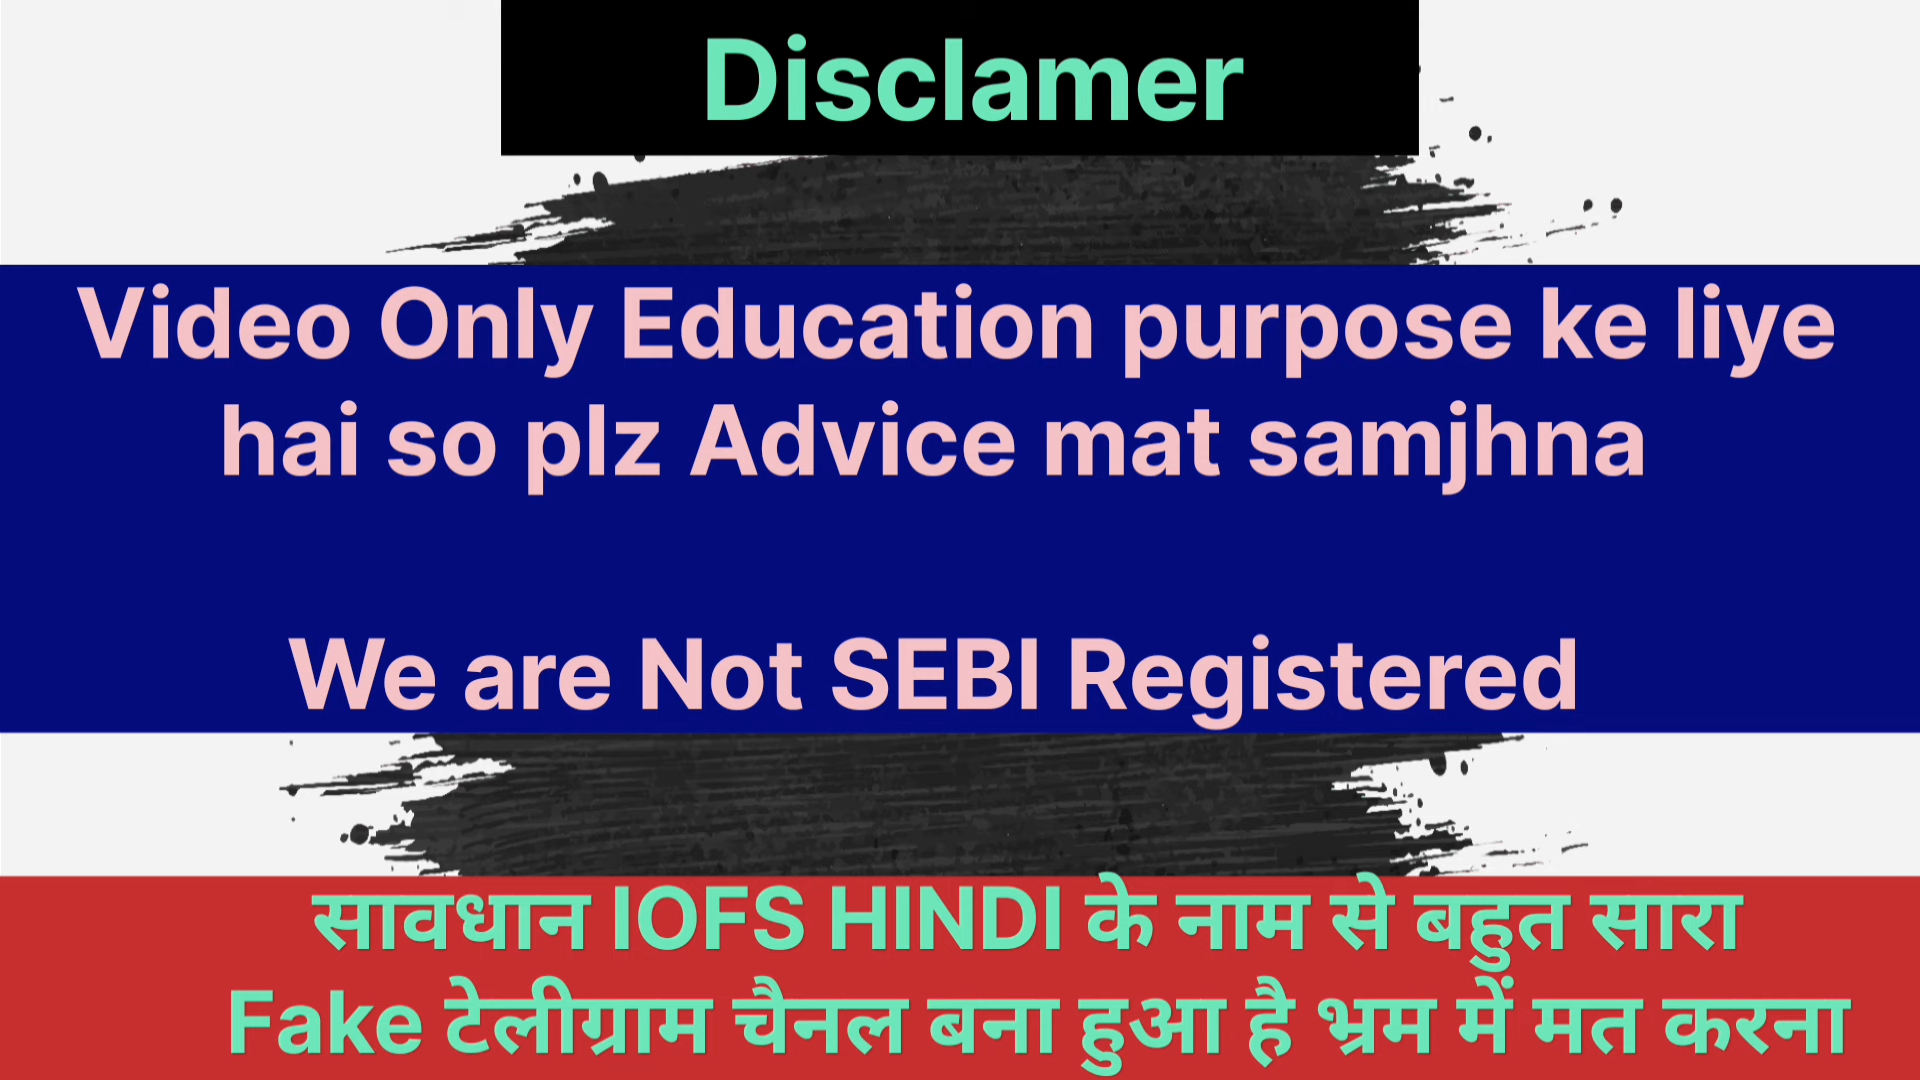 Disclamer
Video Only Education purpose ke liye
hai so plz Advice mat samjhna
We are Not SEBI Registered
सावधान IOFS HINDI के नाम से बहुत सारा
Fake टेलीग्राम चैनल बना हुआ है भ्रम में मत करना